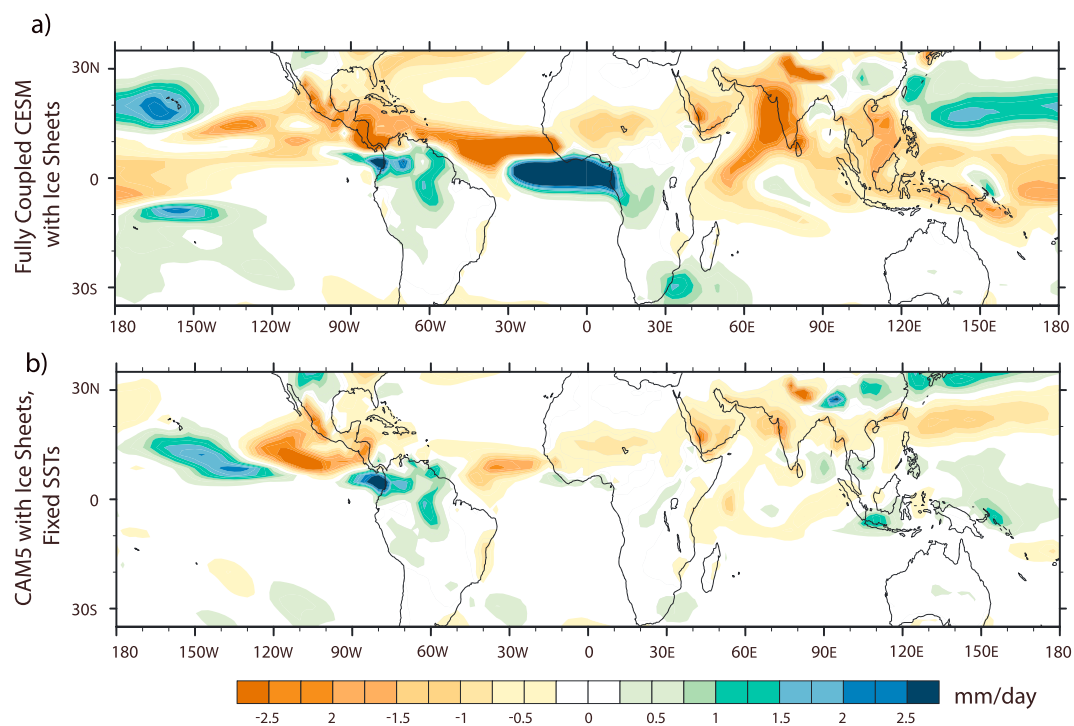 a)
Fully Coupled CESM
with Ice Sheets
30N
0
30S
180 150W 120W 90W 60W 30W 0 30E 60E 90E 120E 150E 180
b)
CAM5 with Ice Sheets,
Fixed SSTs
30N
0
30S
180 150W 120W 90W 60W 30W 0 30E 60E 90E 120E 150E 180
mm/day
-2.5 -2 -1.5 -1 -0.5 0 0.5 1 1.5 2 2.5